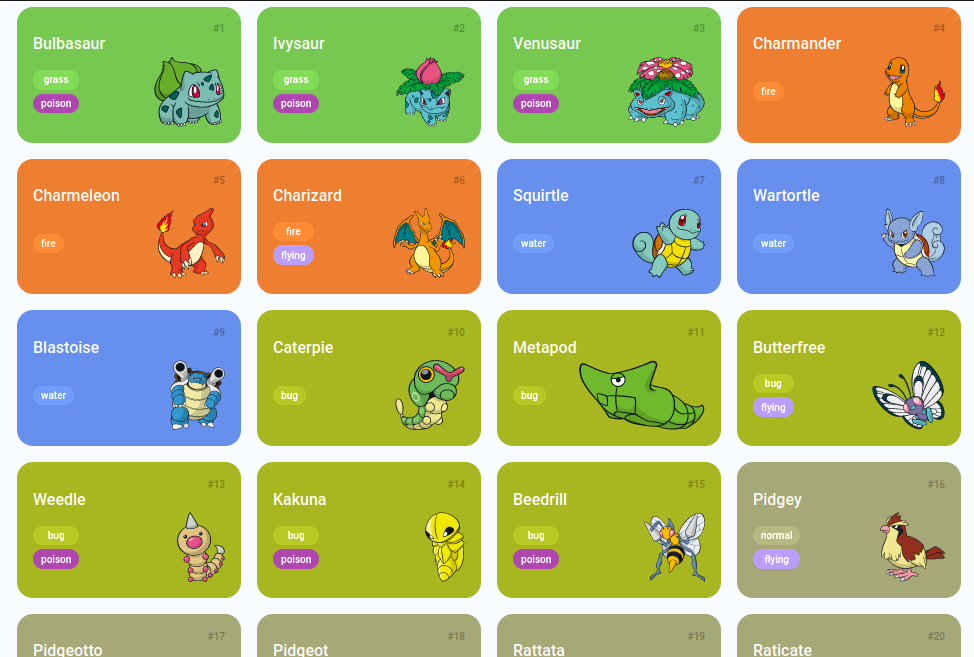 #1
Bulbasaur
grass
poison
#2
Ivysaur
grass
poison
#3
Venusaur
grass
poison
#4
Charmander
fire
#5
Charmeleon
fire
#6
Charizard
fire
flying
#7
Squirtle
water
#8
Wartortle
water
#9
Blastoise
water
#10
Caterpie
bug
#11
Metapod
bug
#12
Butterfree
bug
flying
#13
Weedle
bug
poison
#14
Kakuna
bug
poison
#15
Beedrill
bug
poison
#16
Pidgey
normal
flying
#17
Pidgeotto
#18
Pidgeot
#19
Rattata
#20
Raticate